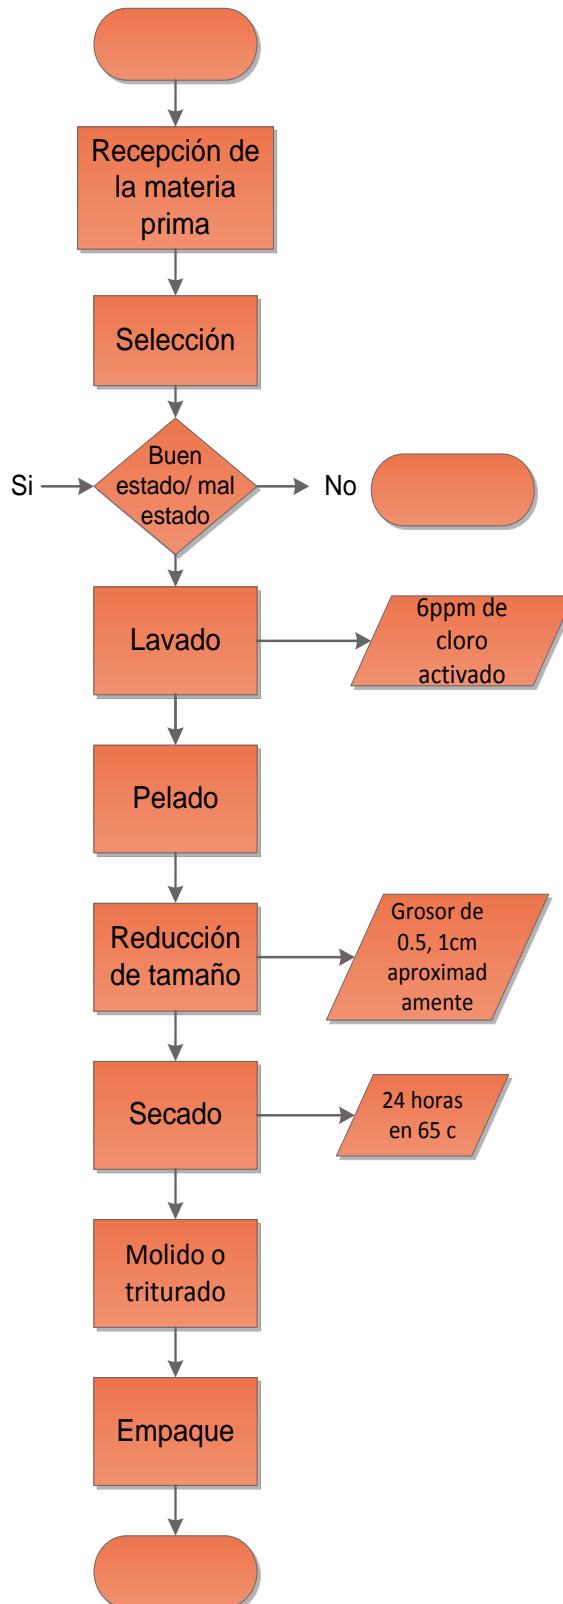 Recepción de
la materia
prima
Selección
Buen
estado/ mal
estado
Si
No
Lavado
6ppm de
cloro
activado
Pelado
Reducción
de tamaño
Grosor de
0.5, 1cm
aproximad
amente
Secado
24 horas
en 65 c
Molido o
triturado
Empaque